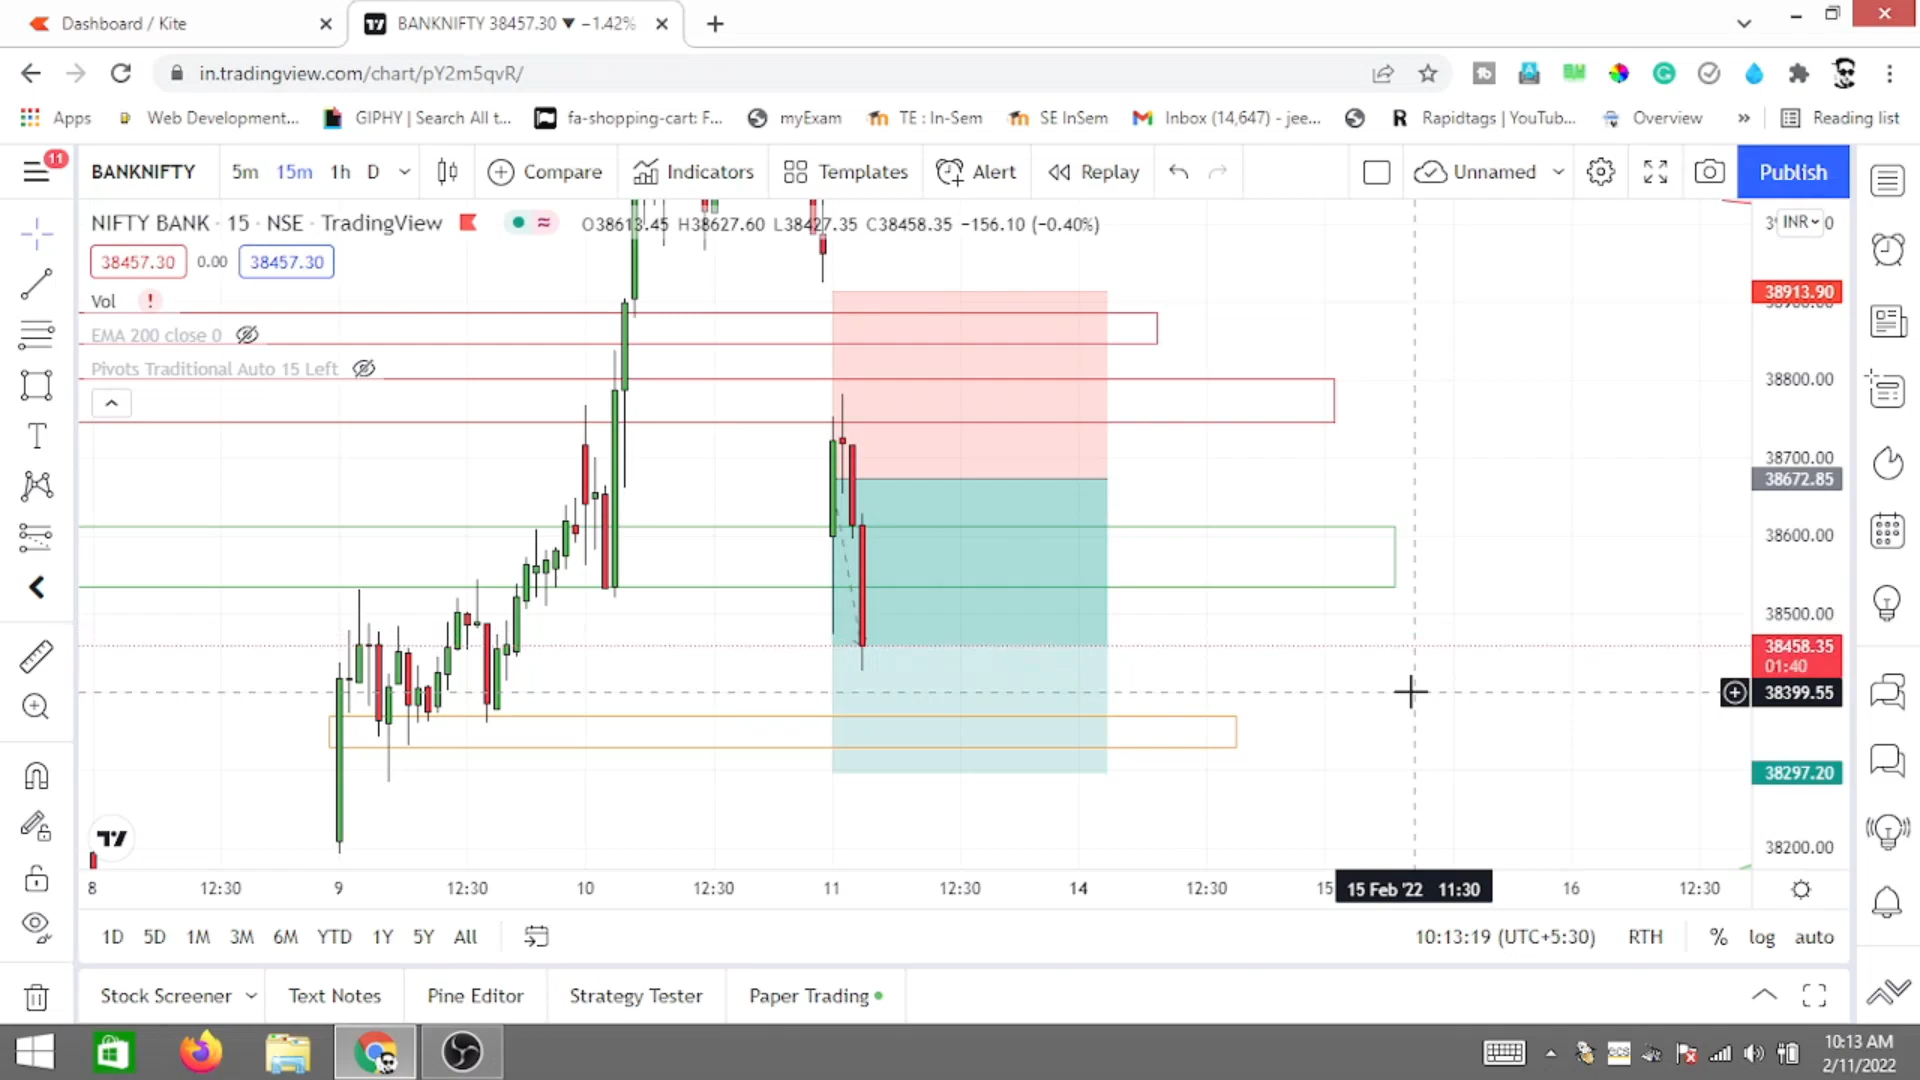 Dashboard / Kite
BANKNIFTY 38457.30 ▼ −1.42%
in.tradingview.com/chart/pY2m5qvR/
Apps
Web Development...
GIPHY | Search All t...
fa-shopping-cart: F...
myExam
TE : In-Sem
SE InSem
Inbox (14,647) - jee...
Rapidtags | YouTub...
Overview
»
Reading list
11
BANKNIFTY
5m
15m
1h
D
Compare
Indicators
Templates
Alert
Replay
Unnamed
Publish
NIFTY BANK · 15 · NSE · TradingView
O38613.45 H38627.60 L38427.35 C38458.35 −156.10 (−0.40%)
INR
38457.30
0.00
38457.30
Vol
!
EMA 200 close 0
Pivots Traditional Auto 15 Left
38913.90
38800.00
38700.00
38672.85
38600.00
38500.00
38458.35
01:40
38399.55
38297.20
38200.00
8
12:30
9
12:30
10
12:30
11
12:30
14
12:30
15
15 Feb '22 11:30
16
12:30
1D
5D
1M
3M
6M
YTD
1Y
5Y
All
10:13:19 (UTC+5:30)
RTH
%
log
auto
Stock Screener
Text Notes
Pine Editor
Strategy Tester
Paper Trading
10:13 AM
2/11/2022